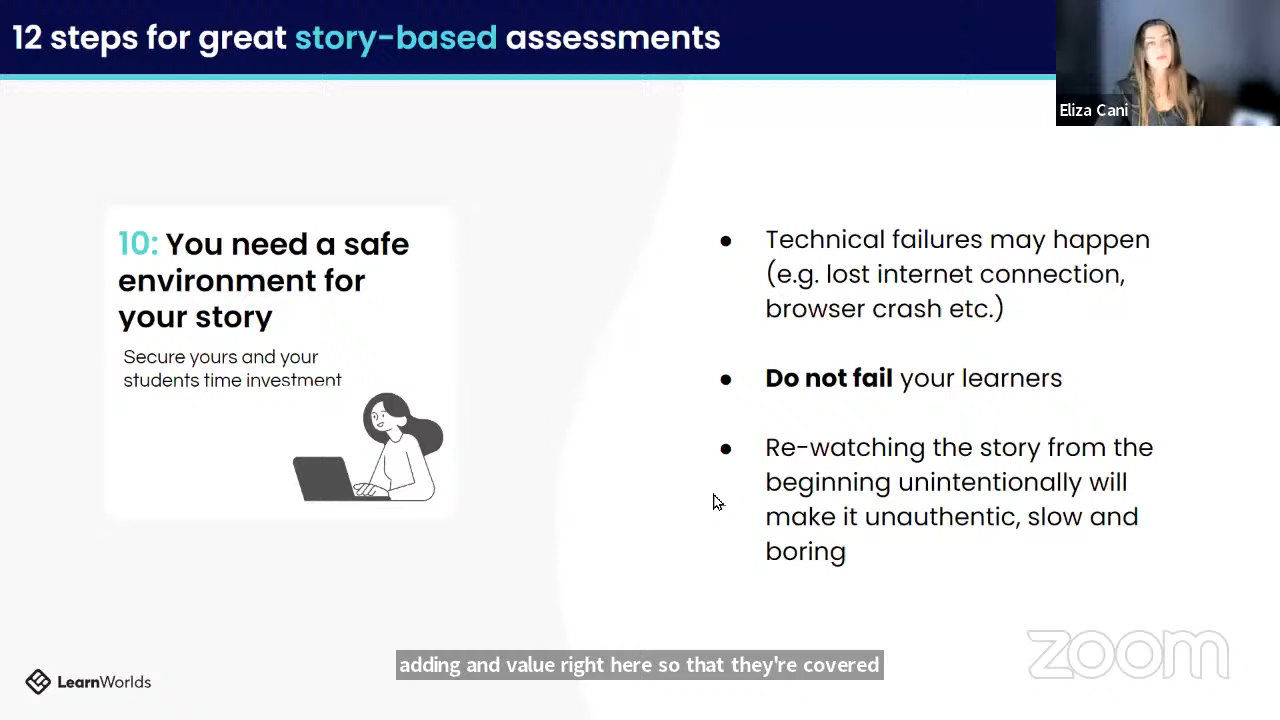 12 steps for great story-based assessments
Eliza Cani
10: You need a safe
environment for
your story
Secure yours and your
students time investment
● Technical failures may happen
(e.g. lost internet connection,
browser crash etc.)
● Do not fail your learners
● Re-watching the story from the
beginning unintentionally will
make it unauthentic, slow and
boring
adding and value right here so that they're covered
LearnWorlds
zoom